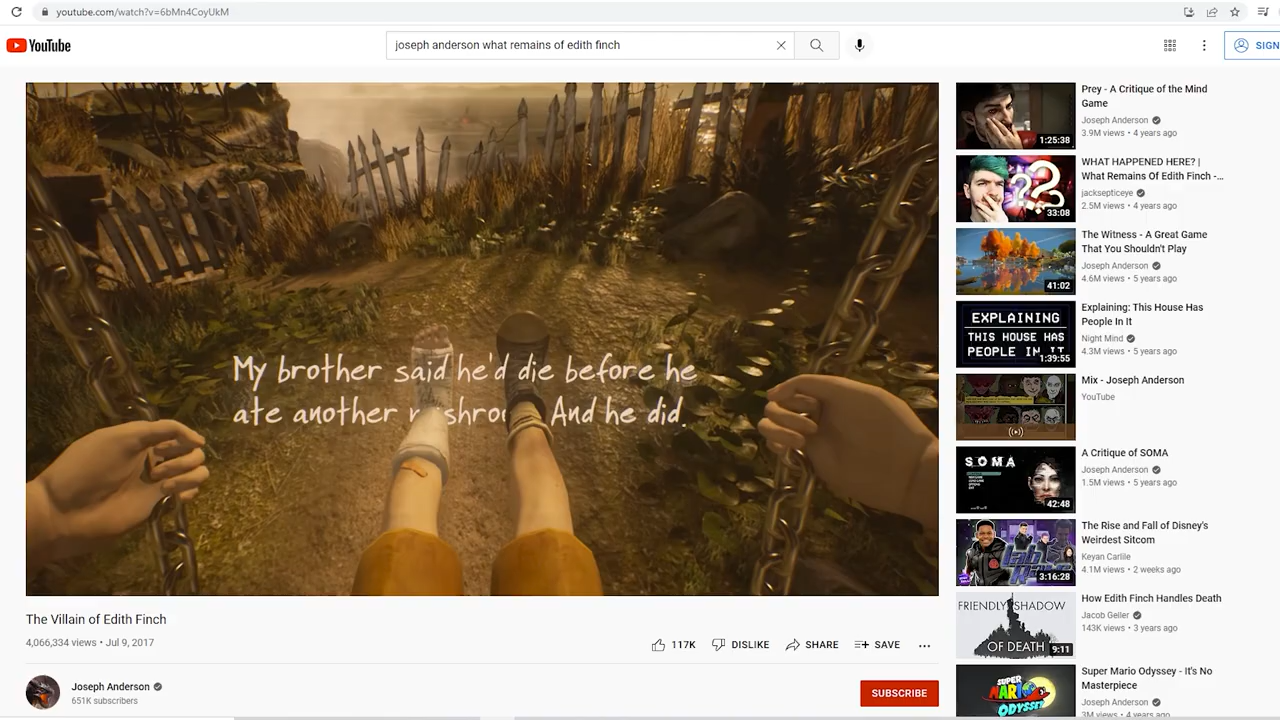 youtube.com/watch?v=6bMn4CoyUkM
YouTube
joseph anderson what remains of edith finch
SIGN
My brother said he'd die before he
ate another And he did.
The Villain of Edith Finch
4,066,334 views • Jul 9, 2017
117K
DISLIKE
SHARE
SAVE
Joseph Anderson
651K subscribers
SUBSCRIBE
1:25:38
Prey - A Critique of the Mind
Game
Joseph Anderson
3.9M views • 4 years ago
33:08
WHAT HAPPENED HERE? |
What Remains Of Edith Finch -...
jacksepticeye
2.5M views • 4 years ago
41:02
The Witness - A Great Game
That You Shouldn't Play
Joseph Anderson
4.6M views • 5 years ago
EXPLAINING
THIS HOUSE HAS
PEOPLE IN IT
1:39:55
Explaining: This House Has
People In It
Night Mind
4.3M views • 5 years ago
Mix - Joseph Anderson
YouTube
SOMA
42:48
A Critique of SOMA
Joseph Anderson
1.5M views • 5 years ago
3:16:28
The Rise and Fall of Disney's
Weirdest Sitcom
Keyan Carlile
4.1M views • 2 weeks ago
FRIENDLY SHADOW
OF DEATH
9:11
How Edith Finch Handles Death
Jacob Geller
143K views • 3 years ago
SUPER
MARIO
ODYSSEY
Super Mario Odyssey - It's No
Masterpiece
Joseph Anderson
3M views • 4 years ago